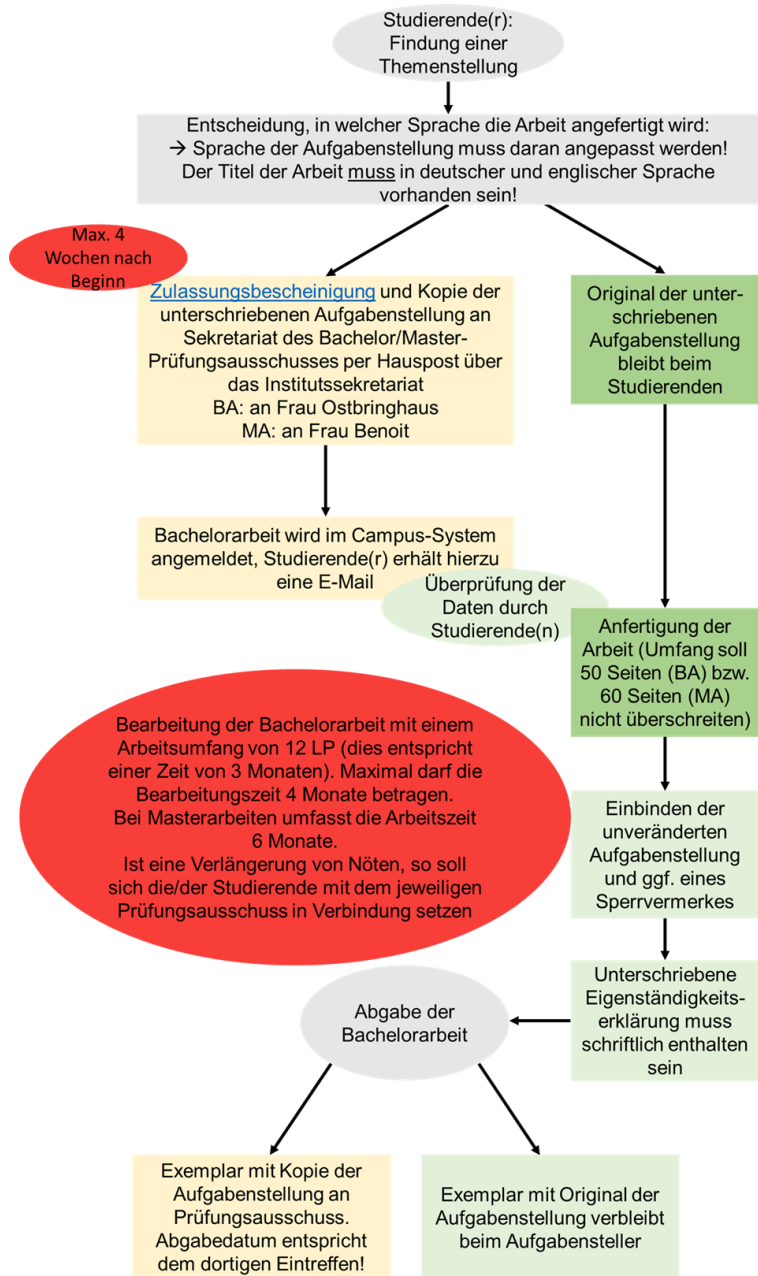 Studierende(r):
Findung einer
Themenstellung
Entscheidung, in welcher Sprache die Arbeit angefertigt wird:
→ Sprache der Aufgabenstellung muss daran angepasst werden!
Der Titel der Arbeit muss in deutscher und englischer Sprache
vorhanden sein!
Max. 4
Wochen nach
Beginn
Zulassungsbescheinigung und Kopie der
unterschriebenen Aufgabenstellung an
Sekretariat des Bachelor/Master-
Prüfungsausschusses per Hauspost über
das Institutssekretariat
BA: an Frau Ostbringhaus
MA: an Frau Benoit
Original der unter-
schriebenen
Aufgabenstellung
bleibt beim
Studierenden
Bachelorarbeit wird im Campus-System
angemeldet, Studierende(r) erhält hierzu
eine E-Mail
Überprüfung der
Daten durch
Studierende(n)
Anfertigung der
Arbeit (Umfang soll
50 Seiten (BA) bzw.
60 Seiten (MA)
nicht überschreiten)
Bearbeitung der Bachelorarbeit mit einem
Arbeitsumfang von 12 LP (dies entspricht
einer Zeit von 3 Monaten). Maximal darf die
Bearbeitungszeit 4 Monate betragen.
Bei Masterarbeiten umfasst die Arbeitszeit
6 Monate.
Ist eine Verlängerung von Nöten, so soll
sich die/der Studierende mit dem jeweiligen
Prüfungsausschuss in Verbindung setzen
Einbinden der
unveränderten
Aufgabenstellung
und ggf. eines
Sperrvermerkes
Unterschriebene
Eigenständigkeits-
erklärung muss
schriftlich enthalten
sein
Abgabe der
Bachelorarbeit
Exemplar mit Kopie der
Aufgabenstellung an
Prüfungsausschuss.
Abgabedatum entspricht
dem dortigen Eintreffen!
Exemplar mit Original der
Aufgabenstellung verbleibt
beim Aufgabensteller